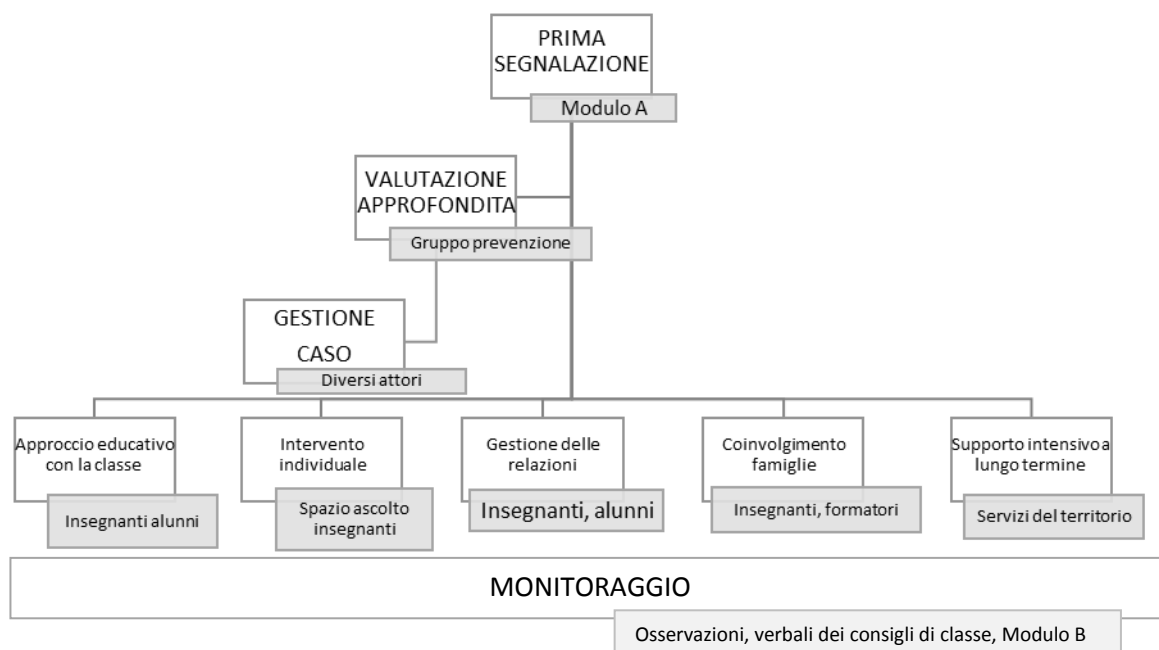 PRIMA
SEGNALAZIONE
Modulo A
VALUTAZIONE
APPROFONDITA
Gruppo prevenzione
GESTIONE
CASO
Diversi attori
Approccio educativo
con la classe
Insegnanti alunni
Intervento
individuale
Spazio ascolto
insegnanti
Gestione delle
relazioni
Insegnanti, alunni
Coinvolgimento
famiglie
Insegnanti, formatori
Supporto intensivo a
lungo termine
Servizi del territorio
MONITORAGGIO
Osservazioni, verbali dei consigli di classe, Modulo B